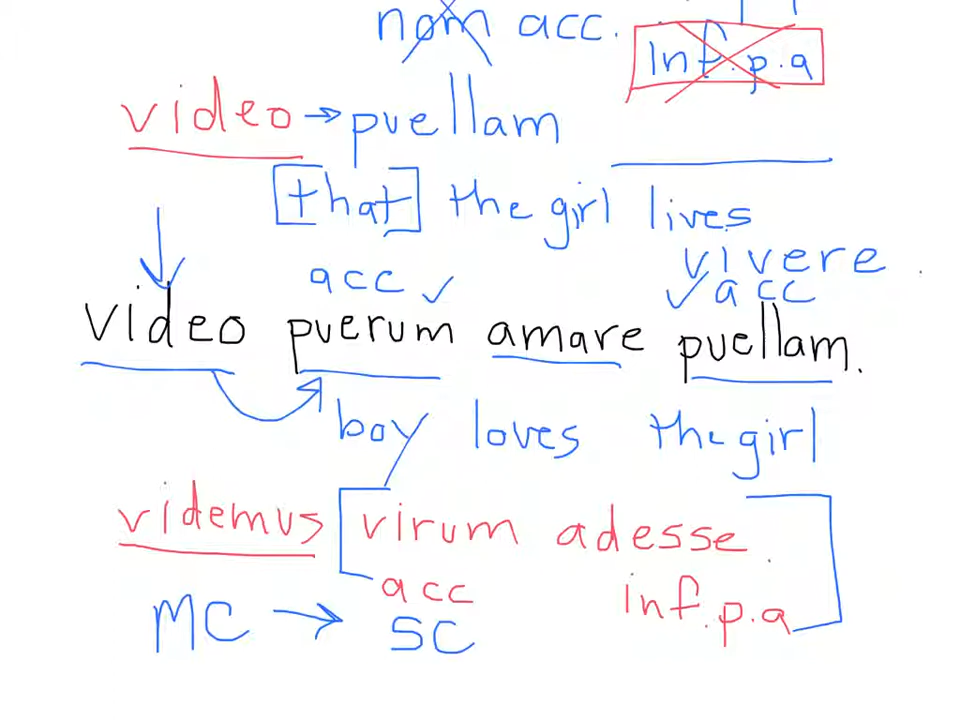 nom acc.
Inf.p.a
video → puellam
[that] the girl lives
vivere
acc ✓ ✓ acc
video puerum amare puellam.
boy loves the girl
videmus virum adesse
acc inf.p.a
MC → SC